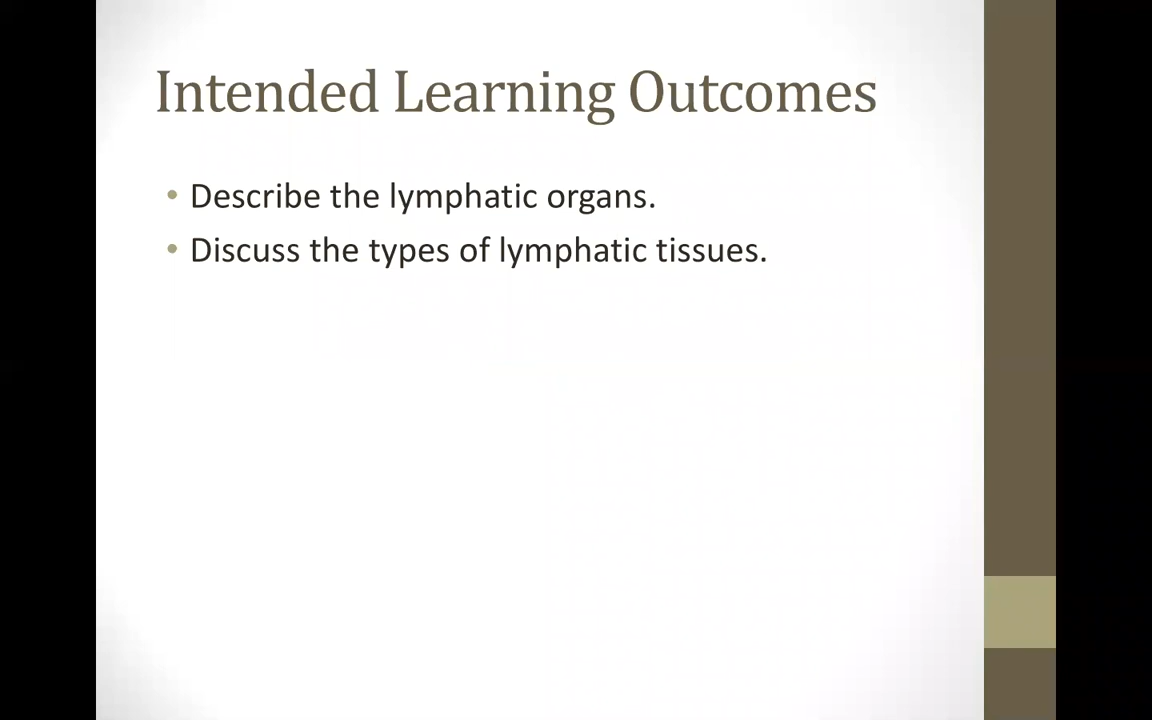 Intended Learning Outcomes
• Describe the lymphatic organs.
• Discuss the types of lymphatic tissues.